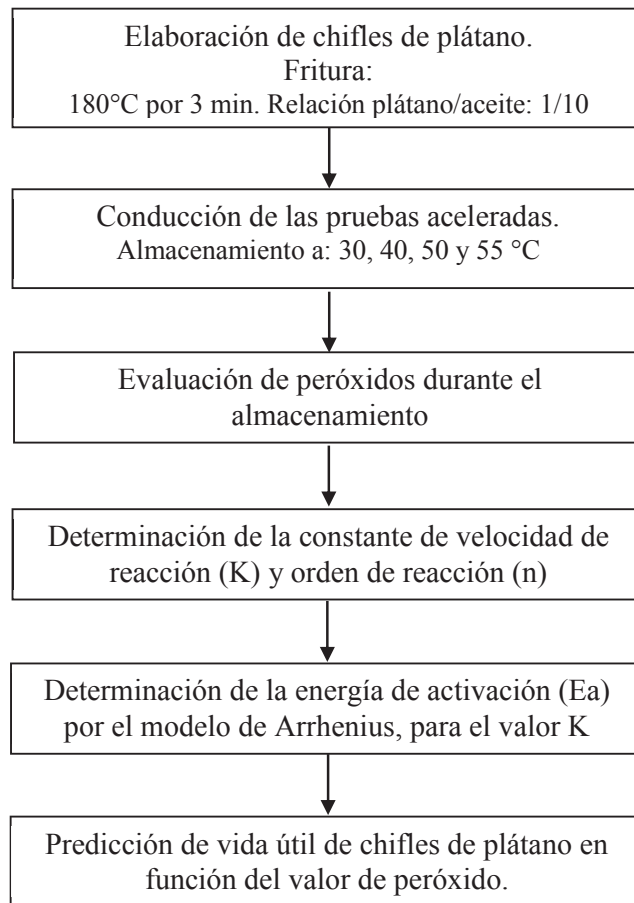 Elaboración de chifles de plátano.
Fritura:
180°C por 3 min. Relación plátano/aceite: 1/10
Conducción de las pruebas aceleradas.
Almacenamiento a: 30, 40, 50 y 55 °C
Evaluación de peróxidos durante el
almacenamiento
Determinación de la constante de velocidad de
reacción (K) y orden de reacción (n)
Determinación de la energía de activación (Ea)
por el modelo de Arrhenius, para el valor K
Predicción de vida útil de chifles de plátano en
función del valor de peróxido.